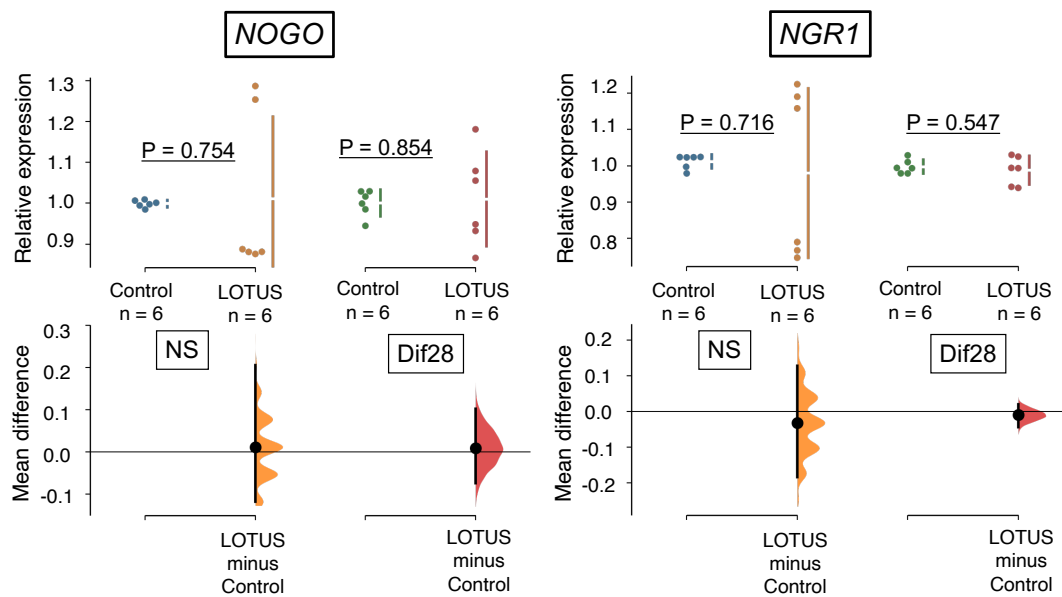 NOGO
Relative expression
1.3
1.2
1.1
1.0
0.9
P = 0.754
P = 0.854
Control
n = 6
LOTUS
n = 6
Control
n = 6
LOTUS
n = 6
Mean difference
0.3
0.2
0.1
0.0
-0.1
NS
Dif28
LOTUS
minus
Control
LOTUS
minus
Control
NGR1
Relative expression
1.2
1.1
1.0
0.9
0.8
P = 0.716
P = 0.547
Control
n = 6
LOTUS
n = 6
Control
n = 6
LOTUS
n = 6
Mean difference
0.2
0.1
0.0
-0.1
-0.2
NS
Dif28
LOTUS
minus
Control
LOTUS
minus
Control